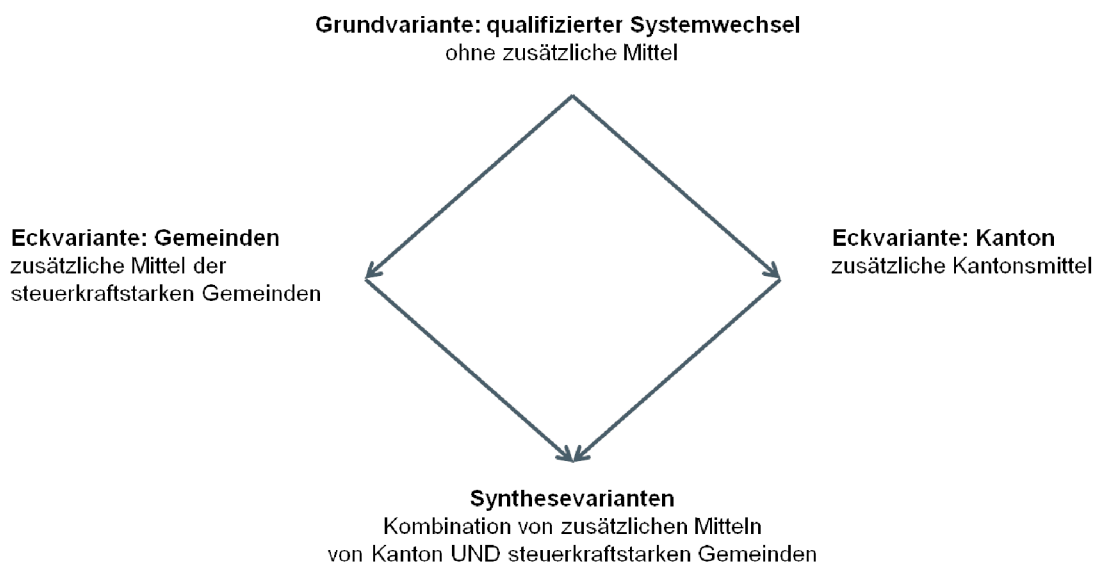 Grundvariante: qualifizierter Systemwechsel
ohne zusätzliche Mittel
Eckvariante: Gemeinden
zusätzliche Mittel der
steuerkraftstarken Gemeinden
Eckvariante: Kanton
zusätzliche Kantonsmittel
Synthesevarianten
Kombination von zusätzlichen Mitteln
von Kanton UND steuerkraftstarken Gemeinden